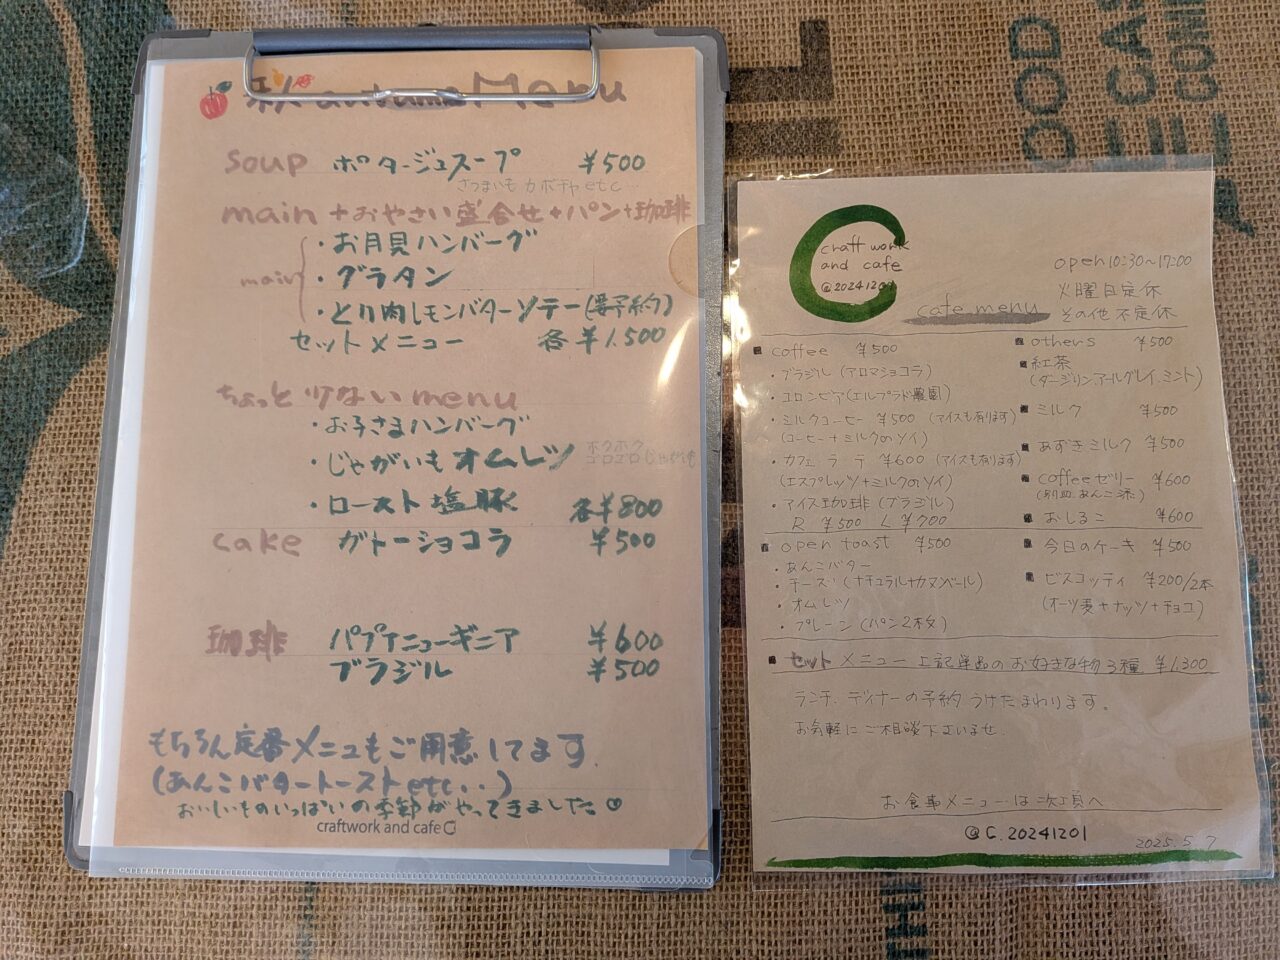 秋 autumn Menu
soup ポタージュスープ ¥500
さつまいも カボチャ etc
main + おやさい盛合せ + パン + 珈琲
main
・お月見ハンバーグ
・グラタン
・とり肉レモンバターソテー(要予約)
セットメニュー 各¥1,500
ちょっと少ないmenu
・お子さまハンバーグ
・じゃがいもオムレツ
ホクホク
・ロースト塩豚 各¥800
cake ガトーショコラ ¥500
珈琲 パプアニューギニア ¥600
ブラジル ¥500
もちろん定番メニュもご用意してます.
(あんこバタートーストetc・・)
おいしいものいっぱいの季節がやってきました♡
craftwork and cafe C
craft work
and cafe
@20241201
cafe menu
open 10:30~17:00
火曜日定休
その他 不定休
coffee ¥500
・ブラジル (アロマショコラ)
・コロンビア(エルプラド農園)
・ミルクコーヒー ¥500 (アイスも有ります)
(コーヒー + ミルク or ソイ)
・カフェ ラ テ ¥600 (アイスも有ります)
(エスプレッソ + ミルク or ソイ)
・アイス珈琲 (ブラジル)
R ¥500 L ¥700
open toast ¥500
・あんこバター
・チーズ (ナチュラル+カマンベール)
・オムレツ
・プレーン (パン2枚)
others ¥500
紅茶
(ダージリン.アールグレイ.ミント)
ミルク ¥500
あずきミルク ¥500
coffee ゼリー ¥600
(別皿 あんこ添)
おしるこ ¥600
今日のケーキ ¥500
ビスコッティ ¥200/2本
(オーツ麦+ナッツ+チョコ)
セット メニュー 上記単品のお好きな物3種 ¥1,300
ランチ. ディナーの予約 うけたまわります。
お気軽に ご相談下さいませ.
お食事メニューは次頁へ
@C.20241201
2025.5.7